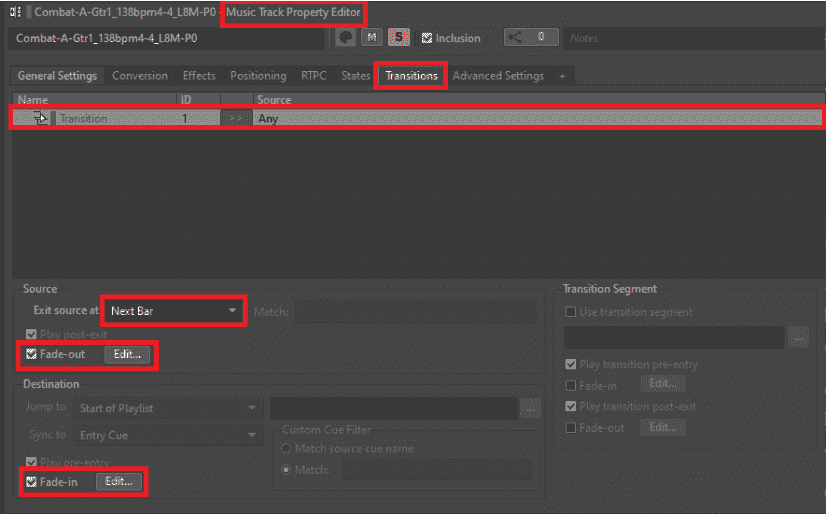 Combat-A-Gtr1_138bpm4-4_L8M-P0 - Music Track Property Editor
Combat-A-Gtr1_138bpm4-4_L8M-P0 M S Inclusion 0 Notes
General Settings Conversion Effects Positioning RTPC States Transitions Advanced Settings +
Name ID Source
Transition 1 >> Any
Source
Exit source at Next Bar Match:
Play post-exit
Fade-out Edit...
Destination
Jump to Start of Playlist ...
Sync to Entry Cue
Custom Cue Filter
Match source cue name
Match:
Play pre-entry
Fade-in Edit...
Transition Segment
Use transition segment
...
Play transition pre-entry
Fade-in Edit...
Play transition post-exit
Fade-out Edit...